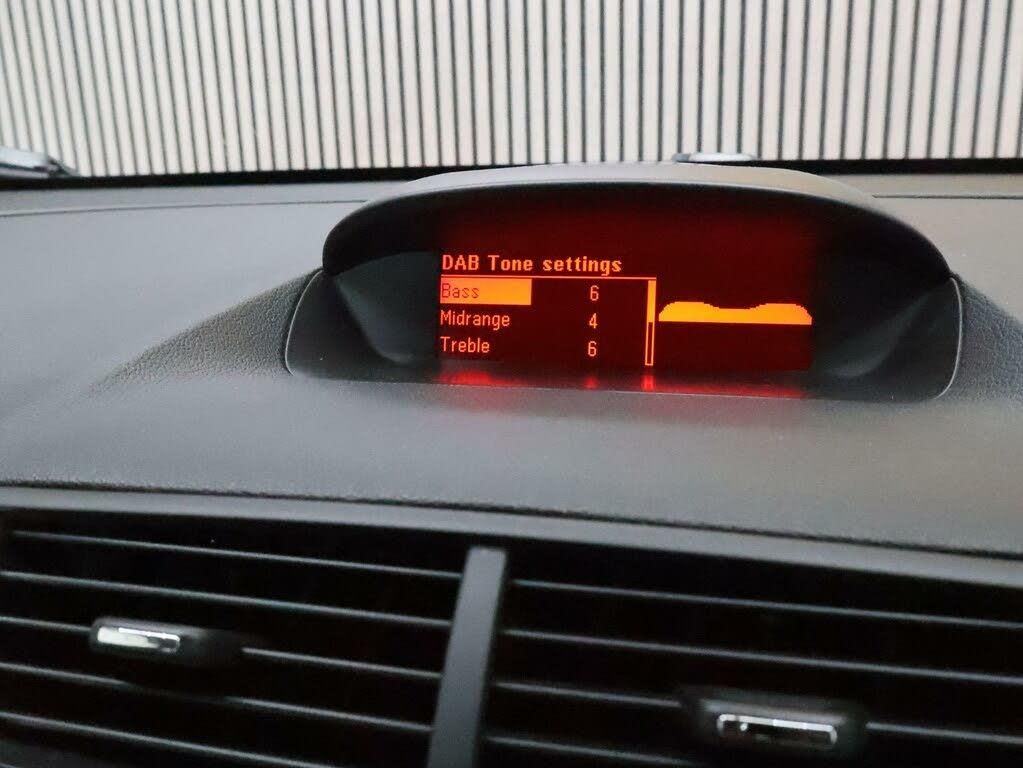 DAB Tone settings
Bass 6
Midrange 4
Treble 6